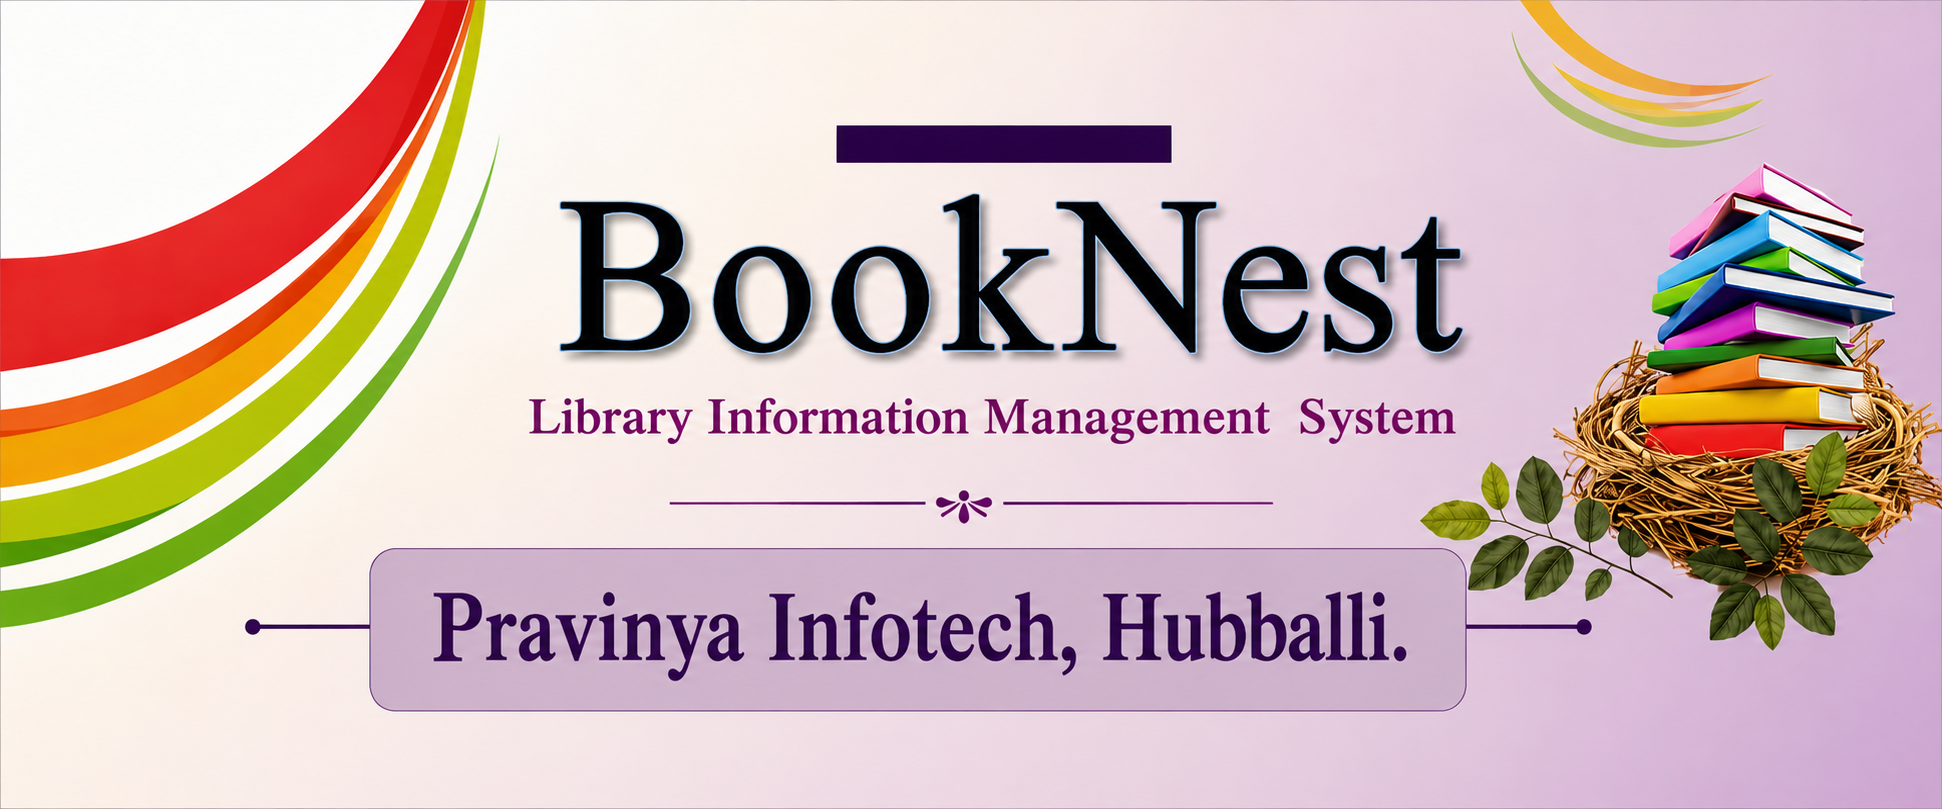 BookNest
Library Information Management System
Pravinya Infotech, Hubballi.